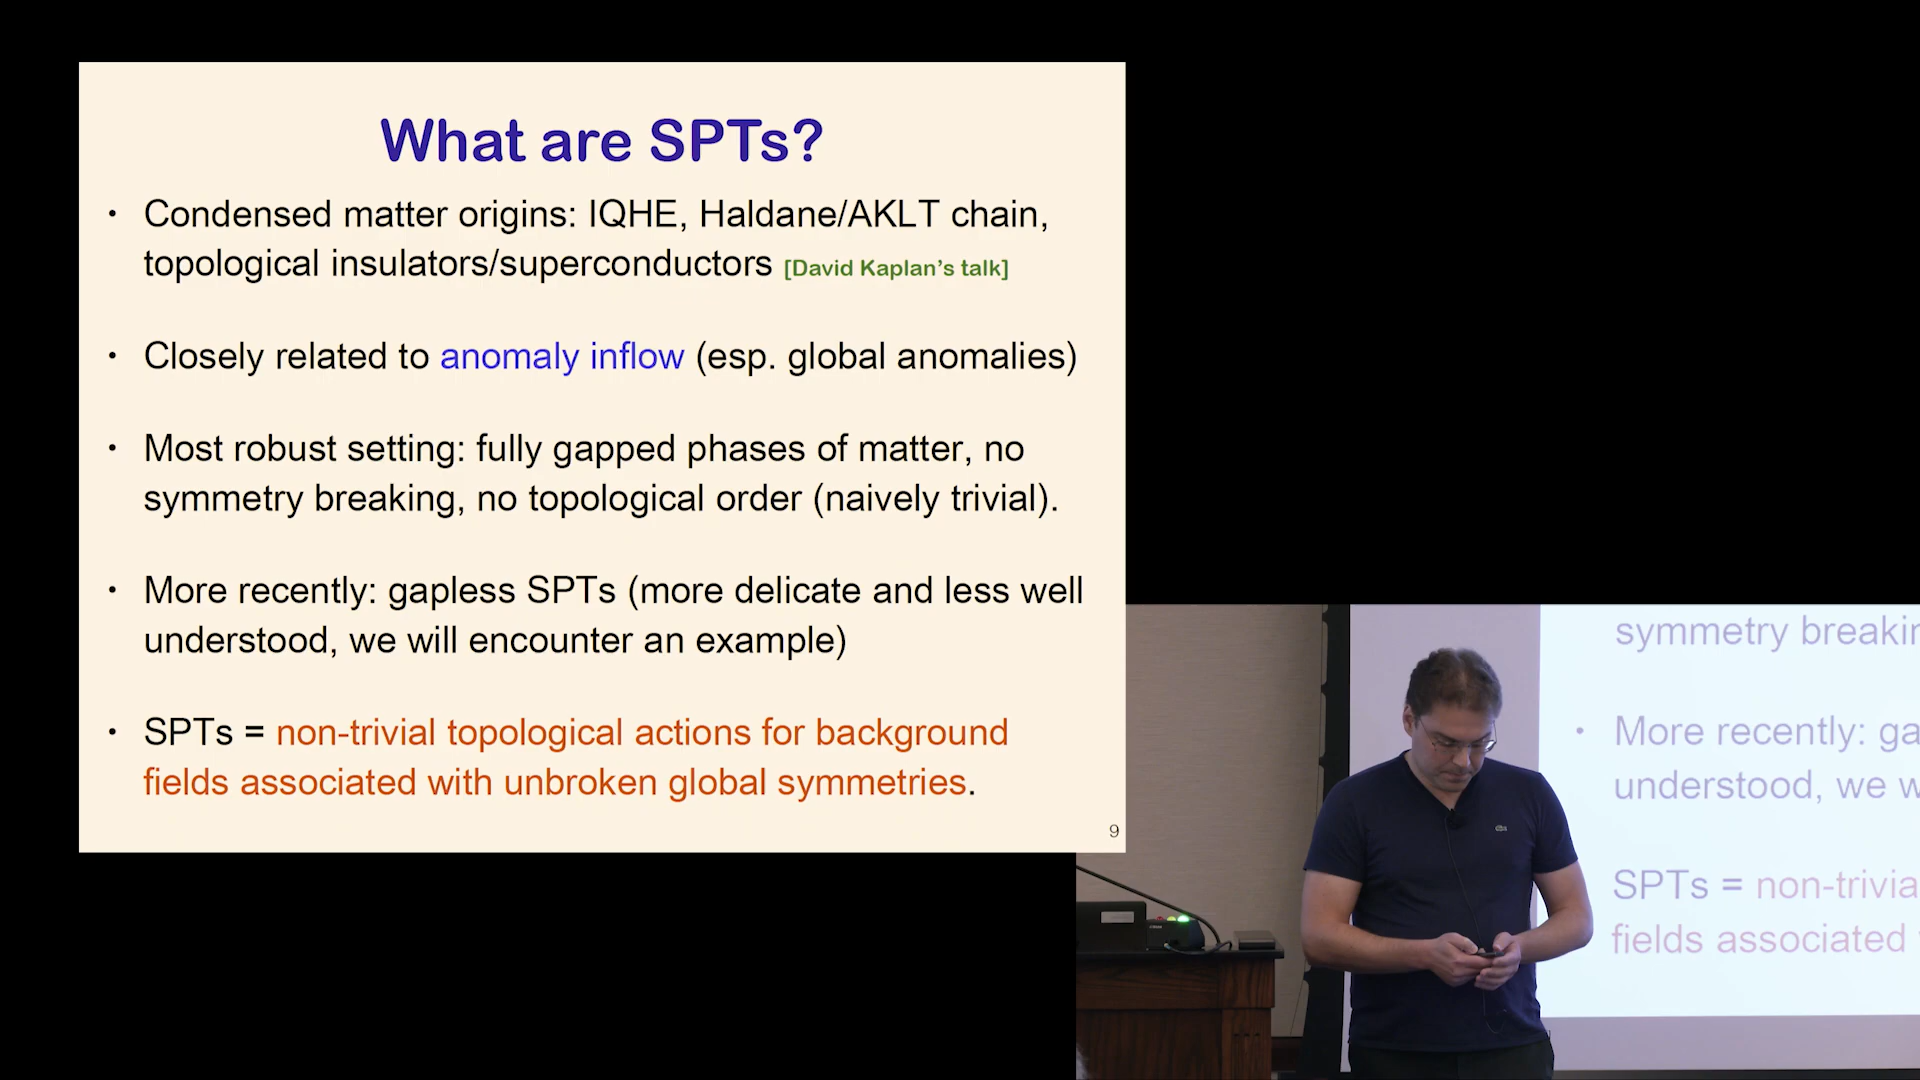 What are SPTs?
• Condensed matter origins: IQHE, Haldane/AKLT chain,
topological insulators/superconductors [David Kaplan's talk]
• Closely related to anomaly inflow (esp. global anomalies)
• Most robust setting: fully gapped phases of matter, no
symmetry breaking, no topological order (naively trivial).
• More recently: gapless SPTs (more delicate and less well
understood, we will encounter an example)
• SPTs = non-trivial topological actions for background
fields associated with unbroken global symmetries.
9
symmetry breakin
• More recently: ga
understood, we w
SPTs = non-trivia
fields associated